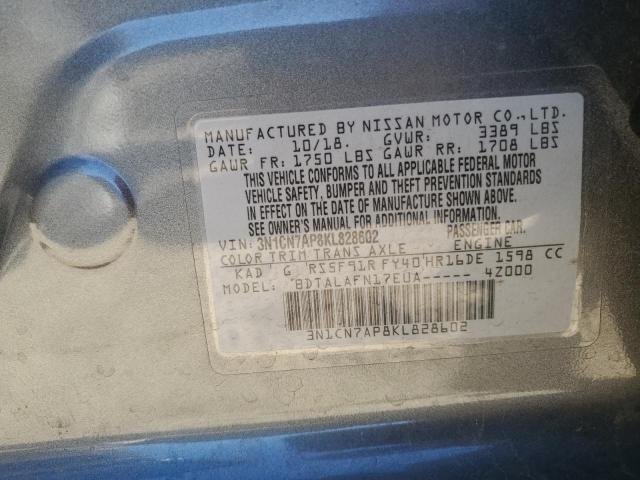 MANUFACTURED BY NISSAN MOTOR CO.,LTD.
DATE: 10/18. GVWR: 3389 LBS
GAWR FR: 1750 LBS GAWR RR: 1708 LBS
THIS VEHICLE CONFORMS TO ALL APPLICABLE FEDERAL MOTOR
VEHICLE SAFETY, BUMPER AND THEFT PREVENTION STANDARDS
IN EFFECT ON THE DATE OF MANUFACTURE SHOWN ABOVE.
SEE OWNER'S MANUAL FOR ADDITIONAL INFORMATION.
VIN: 3N1CN7AP8KL828602 PASSENGER CAR.
COLOR TRIM TRANS AXLE ENGINE
KAD G RS5F91R FY40 HR16DE 1598 CC
MODEL: BDTALAFN17EUA----- 4Z000
3N1CN7AP8KL828602